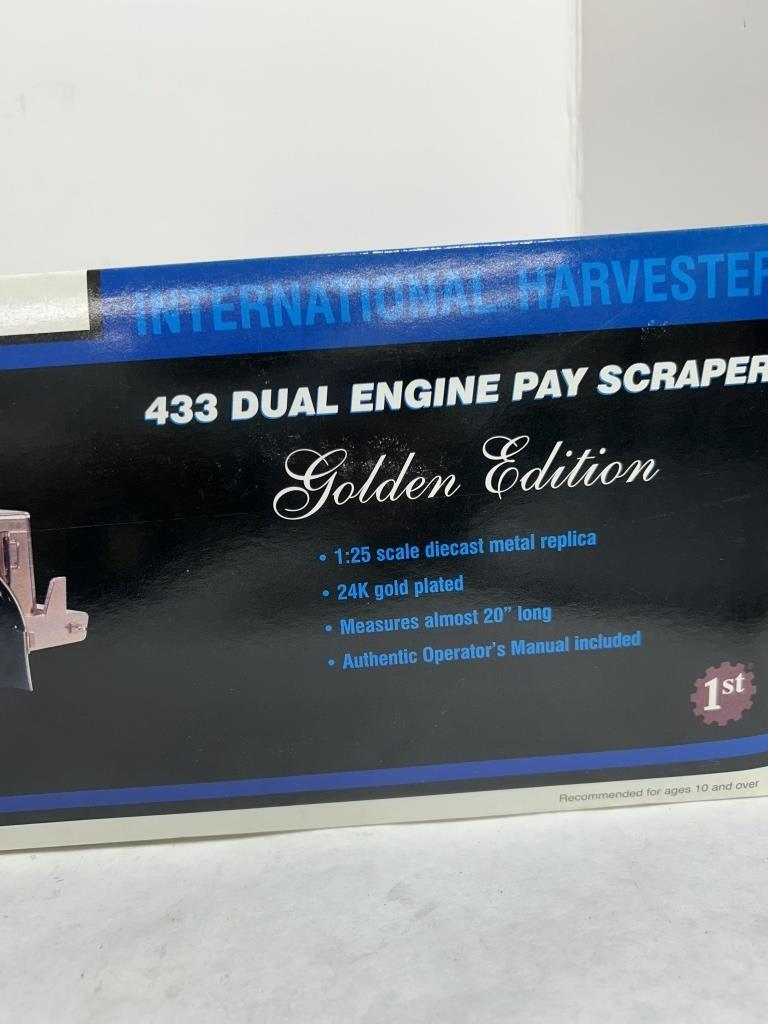 INTERNATIONAL HARVESTER
433 DUAL ENGINE PAY SCRAPER
Golden Edition
• 1:25 scale diecast metal replica
• 24K gold plated
• Measures almost 20” long
• Authentic Operator's Manual included
1st
Recommended for ages 10 and over